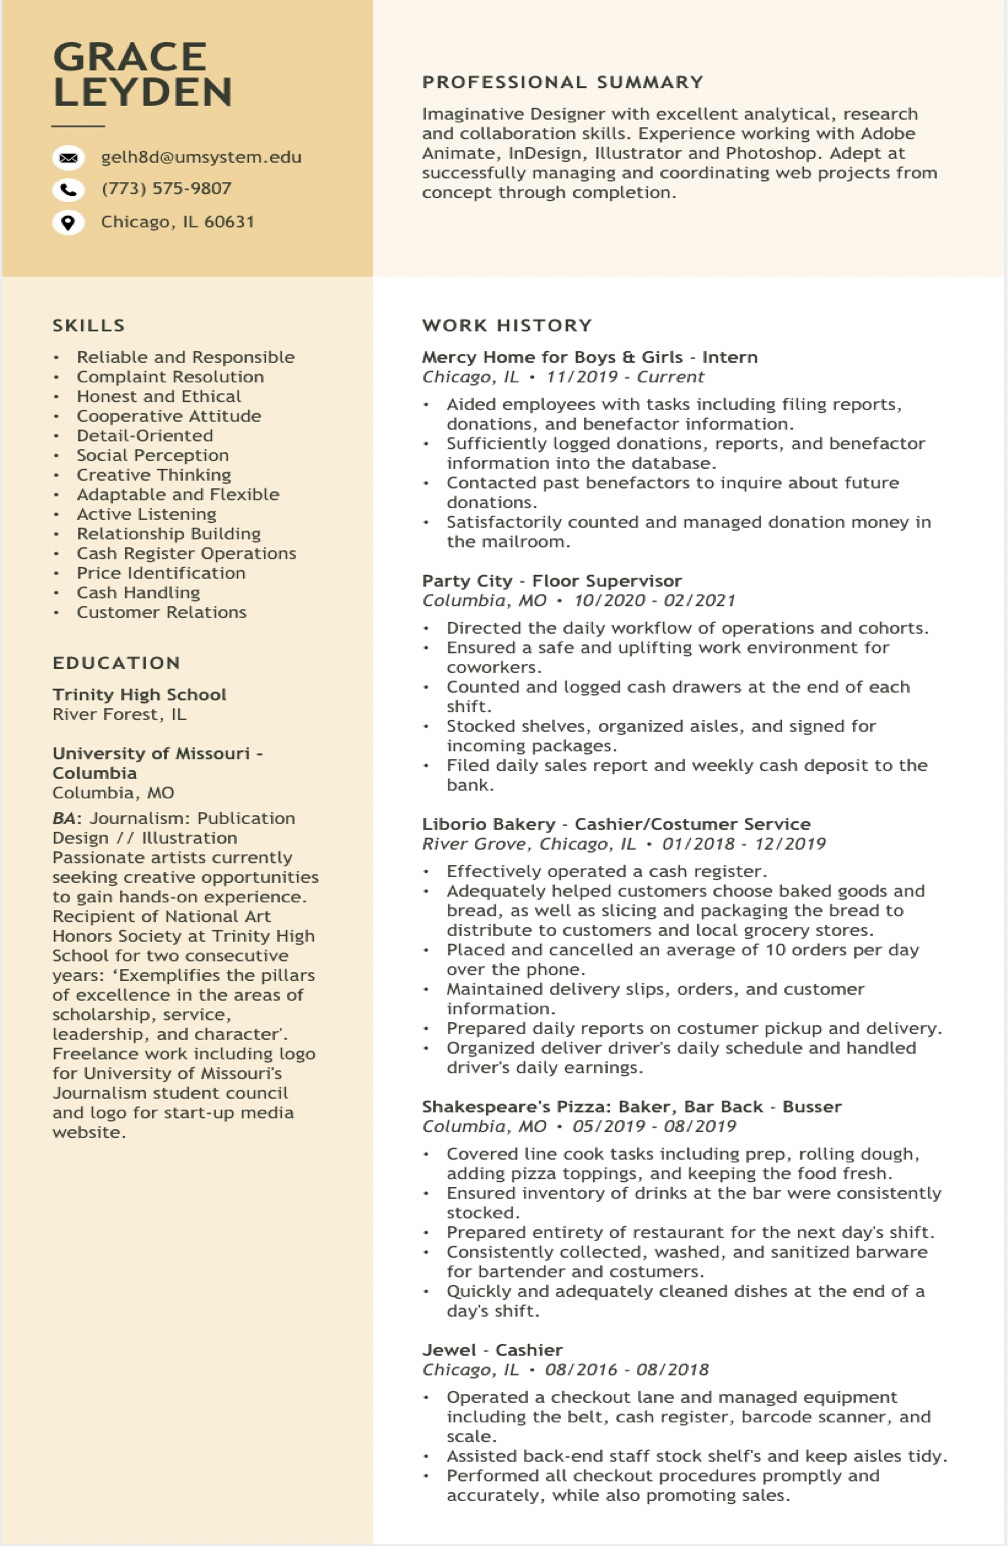 GRACE
LEYDEN
gelh8d@umsystem.edu
(773) 575-9807
Chicago, IL 60631
PROFESSIONAL SUMMARY
Imaginative Designer with excellent analytical, research
and collaboration skills. Experience working with Adobe
Animate, InDesign, Illustrator and Photoshop. Adept at
successfully managing and coordinating web projects from
concept through completion.
SKILLS
• Reliable and Responsible
• Complaint Resolution
• Honest and Ethical
• Cooperative Attitude
• Detail-Oriented
• Social Perception
• Creative Thinking
• Adaptable and Flexible
• Active Listening
• Relationship Building
• Cash Register Operations
• Price Identification
• Cash Handling
• Customer Relations
EDUCATION
Trinity High School
River Forest, IL
University of Missouri -
Columbia
Columbia, MO
BA: Journalism: Publication
Design // Illustration
Passionate artists currently
seeking creative opportunities
to gain hands-on experience.
Recipient of National Art
Honors Society at Trinity High
School for two consecutive
years: ‘Exemplifies the pillars
of excellence in the areas of
scholarship, service,
leadership, and character'.
Freelance work including logo
for University of Missouri's
Journalism student council
and logo for start-up media
website.
WORK HISTORY
Mercy Home for Boys & Girls - Intern
Chicago, IL • 11/2019 - Current
• Aided employees with tasks including filing reports,
donations, and benefactor information.
• Sufficiently logged donations, reports, and benefactor
information into the database.
• Contacted past benefactors to inquire about future
donations.
• Satisfactorily counted and managed donation money in
the mailroom.
Party City - Floor Supervisor
Columbia, MO • 10/2020 - 02/2021
• Directed the daily workflow of operations and cohorts.
• Ensured a safe and uplifting work environment for
coworkers.
• Counted and logged cash drawers at the end of each
shift.
• Stocked shelves, organized aisles, and signed for
incoming packages.
• Filed daily sales report and weekly cash deposit to the
bank.
Liborio Bakery - Cashier/Costumer Service
River Grove, Chicago, IL • 01/2018 - 12/2019
• Effectively operated a cash register.
• Adequately helped customers choose baked goods and
bread, as well as slicing and packaging the bread to
distribute to customers and local grocery stores.
• Placed and cancelled an average of 10 orders per day
over the phone.
• Maintained delivery slips, orders, and customer
information.
• Prepared daily reports on costumer pickup and delivery.
• Organized deliver driver's daily schedule and handled
driver's daily earnings.
Shakespeare's Pizza: Baker, Bar Back - Busser
Columbia, MO • 05/2019 - 08/2019
• Covered line cook tasks including prep, rolling dough,
adding pizza toppings, and keeping the food fresh.
• Ensured inventory of drinks at the bar were consistently
stocked.
• Prepared entirety of restaurant for the next day's shift.
• Consistently collected, washed, and sanitized barware
for bartender and costumers.
• Quickly and adequately cleaned dishes at the end of a
day's shift.
Jewel - Cashier
Chicago, IL • 08/2016 - 08/2018
• Operated a checkout lane and managed equipment
including the belt, cash register, barcode scanner, and
scale.
• Assisted back-end staff stock shelf's and keep aisles tidy.
• Performed all checkout procedures promptly and
accurately, while also promoting sales.